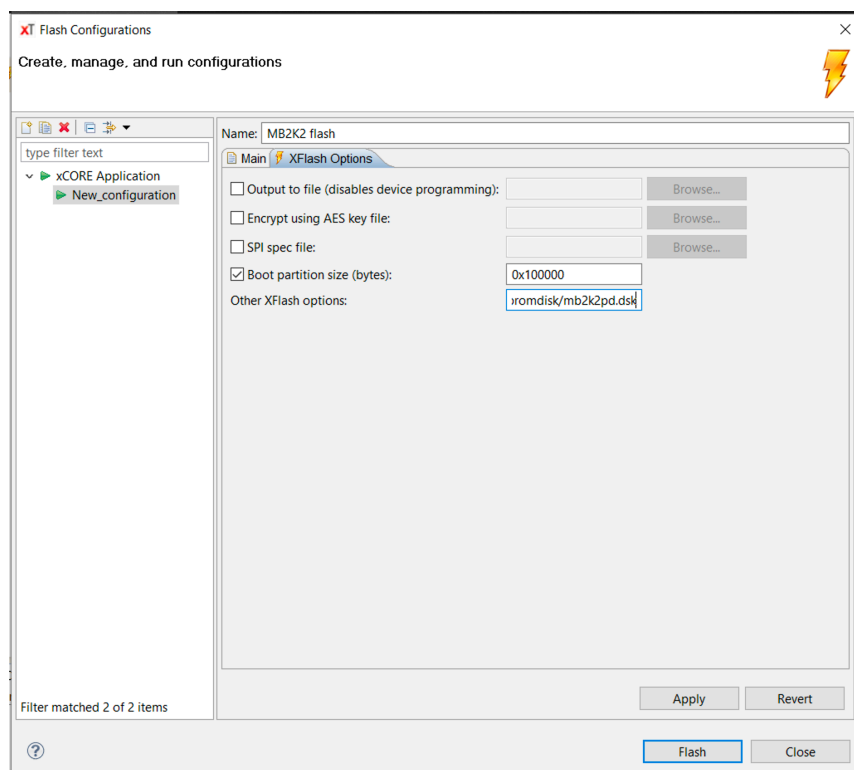 xT Flash Configurations
Create, manage, and run configurations
type filter text
xCORE Application
New_configuration
Filter matched 2 of 2 items
Name: MB2K2 flash
Main XFlash Options
Output to file (disables device programming): Browse...
Encrypt using AES key file: Browse...
SPI spec file: Browse...
Boot partition size (bytes): 0x100000
Other XFlash options: romdisk/mb2k2pd.dsk
Apply Revert
Flash Close